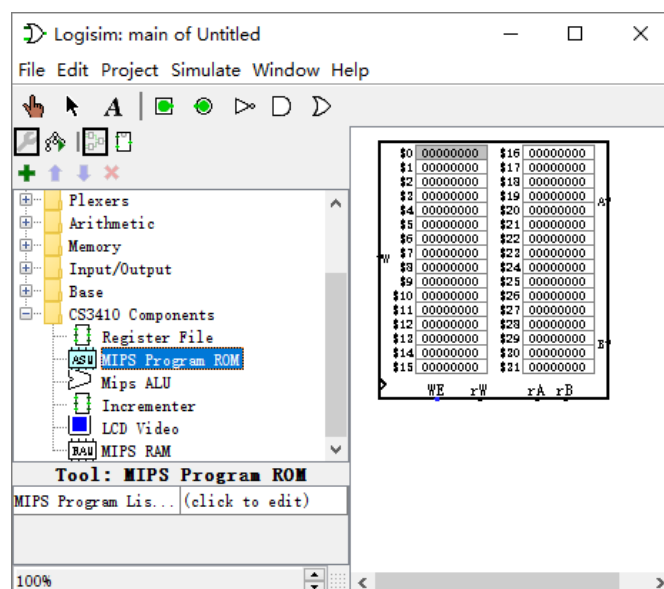 Logisim: main of Untitled
File Edit Project Simulate Window Help
A
Plexers
Arithmetic
Memory
Input/Output
Base
CS3410 Components
Register File
ASM MIPS Program ROM
Mips ALU
Incrementer
LCD Video
RAM MIPS RAM
Tool: MIPS Program ROM
MIPS Program Lis... (click to edit)
100%
$0 00000000 $16 00000000
$1 00000000 $17 00000000
$2 00000000 $18 00000000
$3 00000000 $19 00000000 A
$4 00000000 $20 00000000
$5 00000000 $21 00000000
$6 00000000 $22 00000000
W $7 00000000 $23 00000000
$8 00000000 $24 00000000
$9 00000000 $25 00000000
$10 00000000 $26 00000000
$11 00000000 $27 00000000
$12 00000000 $28 00000000
$13 00000000 $29 00000000 B
$14 00000000 $30 00000000
$15 00000000 $31 00000000
WE rW rA rB